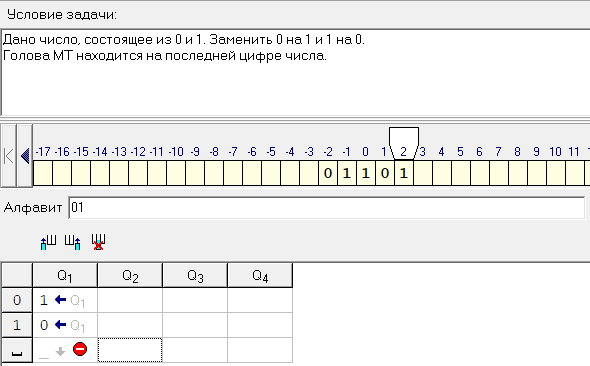 Условие задачи:
Дано число, состоящее из 0 и 1. Заменить 0 на 1 и 1 на 0.
Голова МТ находится на последней цифре числа.
-17 -16 -15 -14 -13 -12 -11 -10 -9 -8 -7 -6 -5 -4 -3 -2 -1 0 1 2 3 4 5 6 7 8 9 10 11
0 1 1 0 1
Алфавит 01
Q1 Q2 Q3 Q4
0 1 ← Q1
1 0 ← Q1
_ ↓